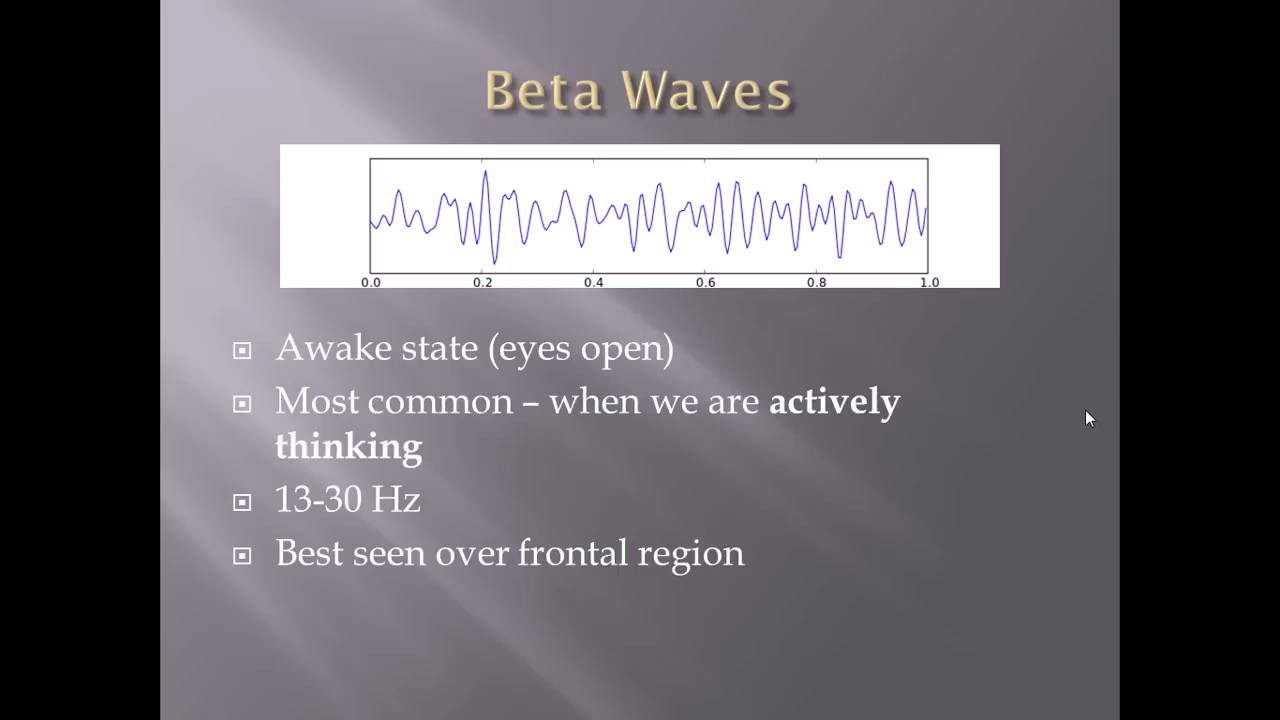 Beta Waves
0.0 0.2 0.4 0.6 0.8 1.0
Awake state (eyes open)
Most common – when we are actively
thinking
13-30 Hz
Best seen over frontal region